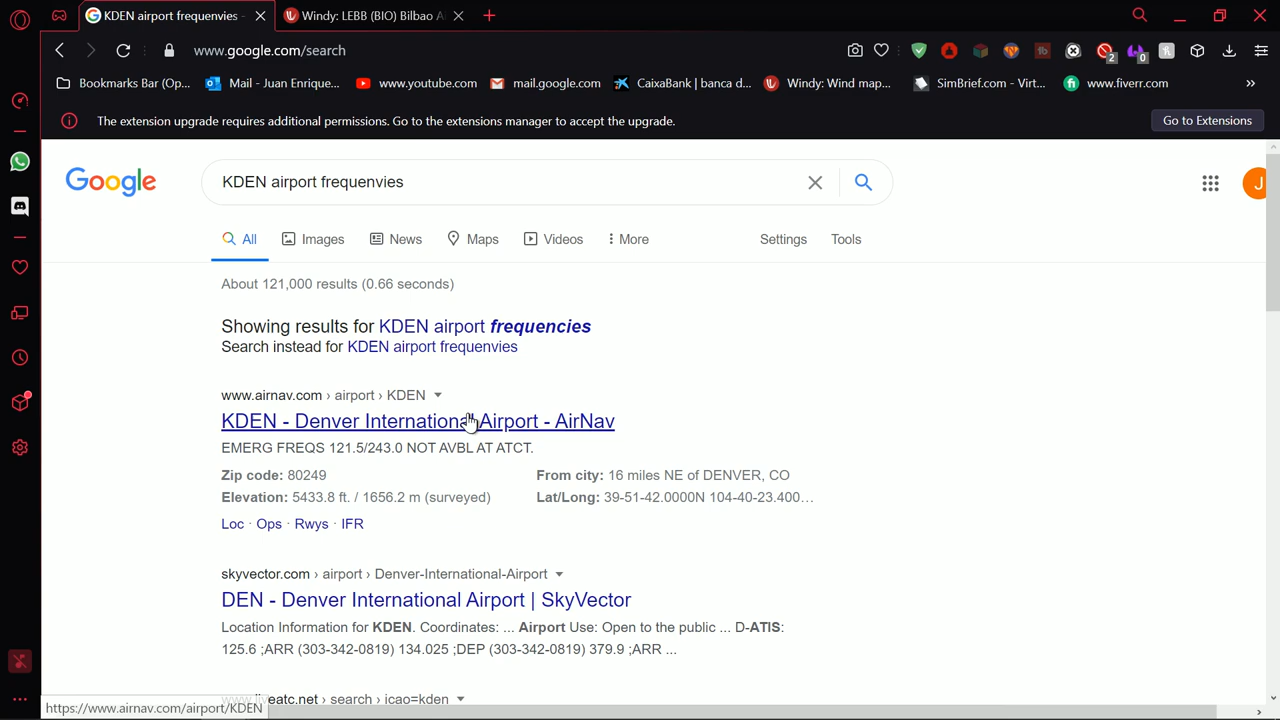 KDEN airport frequenvies -
Windy: LEBB (BIO) Bilbao A
www.google.com/search
2
0
Bookmarks Bar (Op...
Mail - Juan Enrique...
www.youtube.com
mail.google.com
CaixaBank | banca d...
Windy: Wind map...
SimBrief.com - Virt...
www.fiverr.com
The extension upgrade requires additional permissions. Go to the extensions manager to accept the upgrade.
Go to Extensions
Google
KDEN airport frequenvies
J
All
Images
News
Maps
Videos
More
Settings
Tools
About 121,000 results (0.66 seconds)
Showing results for KDEN airport frequencies
Search instead for KDEN airport frequenvies
www.airnav.com › airport › KDEN
KDEN - Denver International Airport - AirNav
EMERG FREQS 121.5/243.0 NOT AVBL AT ATCT.
Zip code: 80249
From city: 16 miles NE of DENVER, CO
Elevation: 5433.8 ft. / 1656.2 m (surveyed)
Lat/Long: 39-51-42.0000N 104-40-23.400...
Loc · Ops · Rwys · IFR
skyvector.com › airport › Denver-International-Airport
DEN - Denver International Airport | SkyVector
Location Information for KDEN. Coordinates: ... Airport Use: Open to the public ... D-ATIS:
125.6 ;ARR (303-342-0819) 134.025 ;DEP (303-342-0819) 379.9 ;ARR ...
www.liveatc.net › search › icao=kden
https://www.airnav.com/airport/KDEN